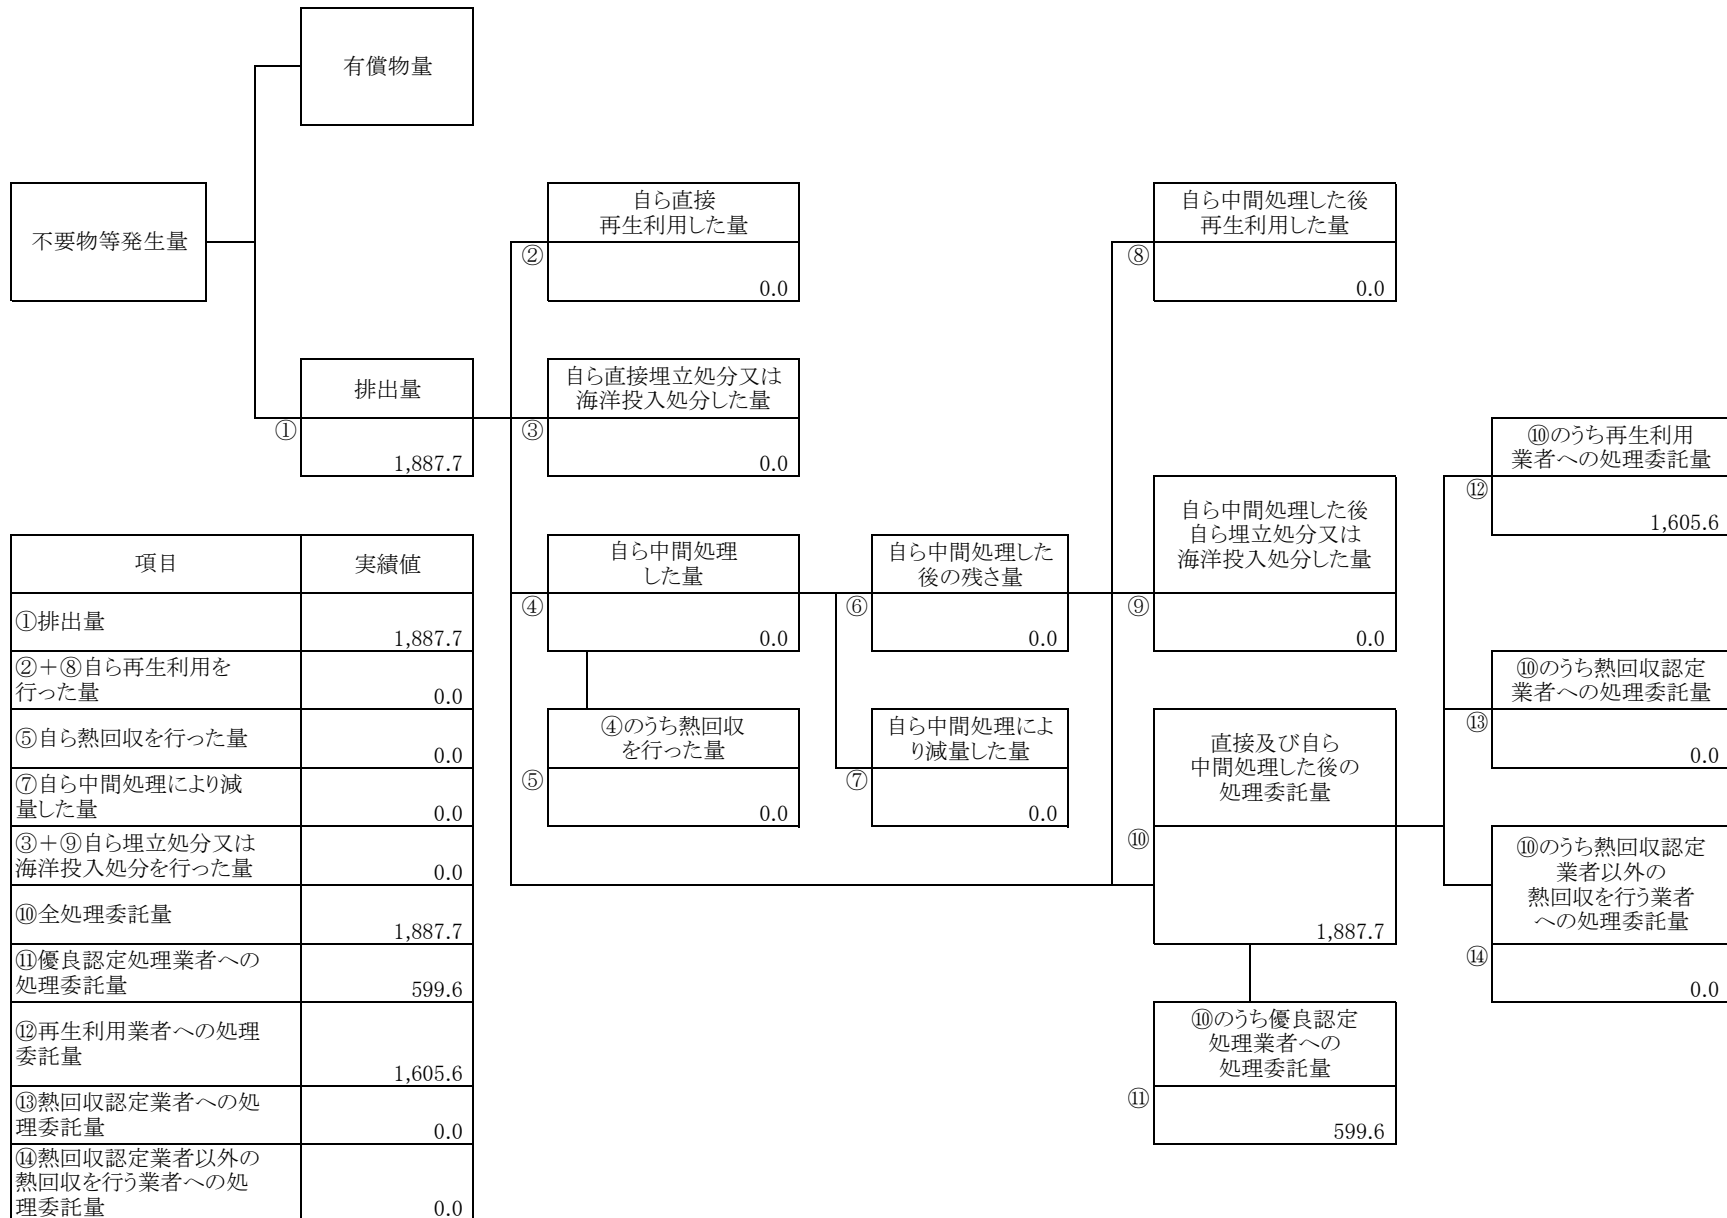 有償物量
不要物等発生量
自ら直接
再生利用した量
②
0.0
自ら中間処理した後
再生利用した量
⑧
0.0
排出量
①
1,887.7
自ら直接埋立処分又は
海洋投入処分した量
③
0.0
⑩のうち再生利用
業者への処理委託量
⑫
1,605.6
自ら中間処理
した量
④
0.0
自ら中間処理した
後の残さ量
⑥
0.0
自ら中間処理した後
自ら埋立処分又は
海洋投入処分した量
⑨
0.0
⑩のうち熱回収認定
業者への処理委託量
⑬
0.0
④のうち熱回収
を行った量
⑤
0.0
自ら中間処理によ
り減量した量
⑦
0.0
直接及び自ら
中間処理した後の
処理委託量
⑩
1,887.7
⑩のうち熱回収認定
業者以外の
熱回収を行う業者
への処理委託量
⑭
0.0
⑩のうち優良認定
処理業者への
処理委託量
⑪
599.6
項目 実績値
①排出量
1,887.7
②+⑧自ら再生利用を
行った量 0.0
⑤自ら熱回収を行った量
0.0
⑦自ら中間処理により減
量した量 0.0
③+⑨自ら埋立処分又は
海洋投入処分を行った量 0.0
⑩全処理委託量
1,887.7
⑪優良認定処理業者への
処理委託量 599.6
⑫再生利用業者への処理
委託量
1,605.6
⑬熱回収認定業者への処
理委託量 0.0
⑭熱回収認定業者以外の
熱回収を行う業者への処
理委託量 0.0